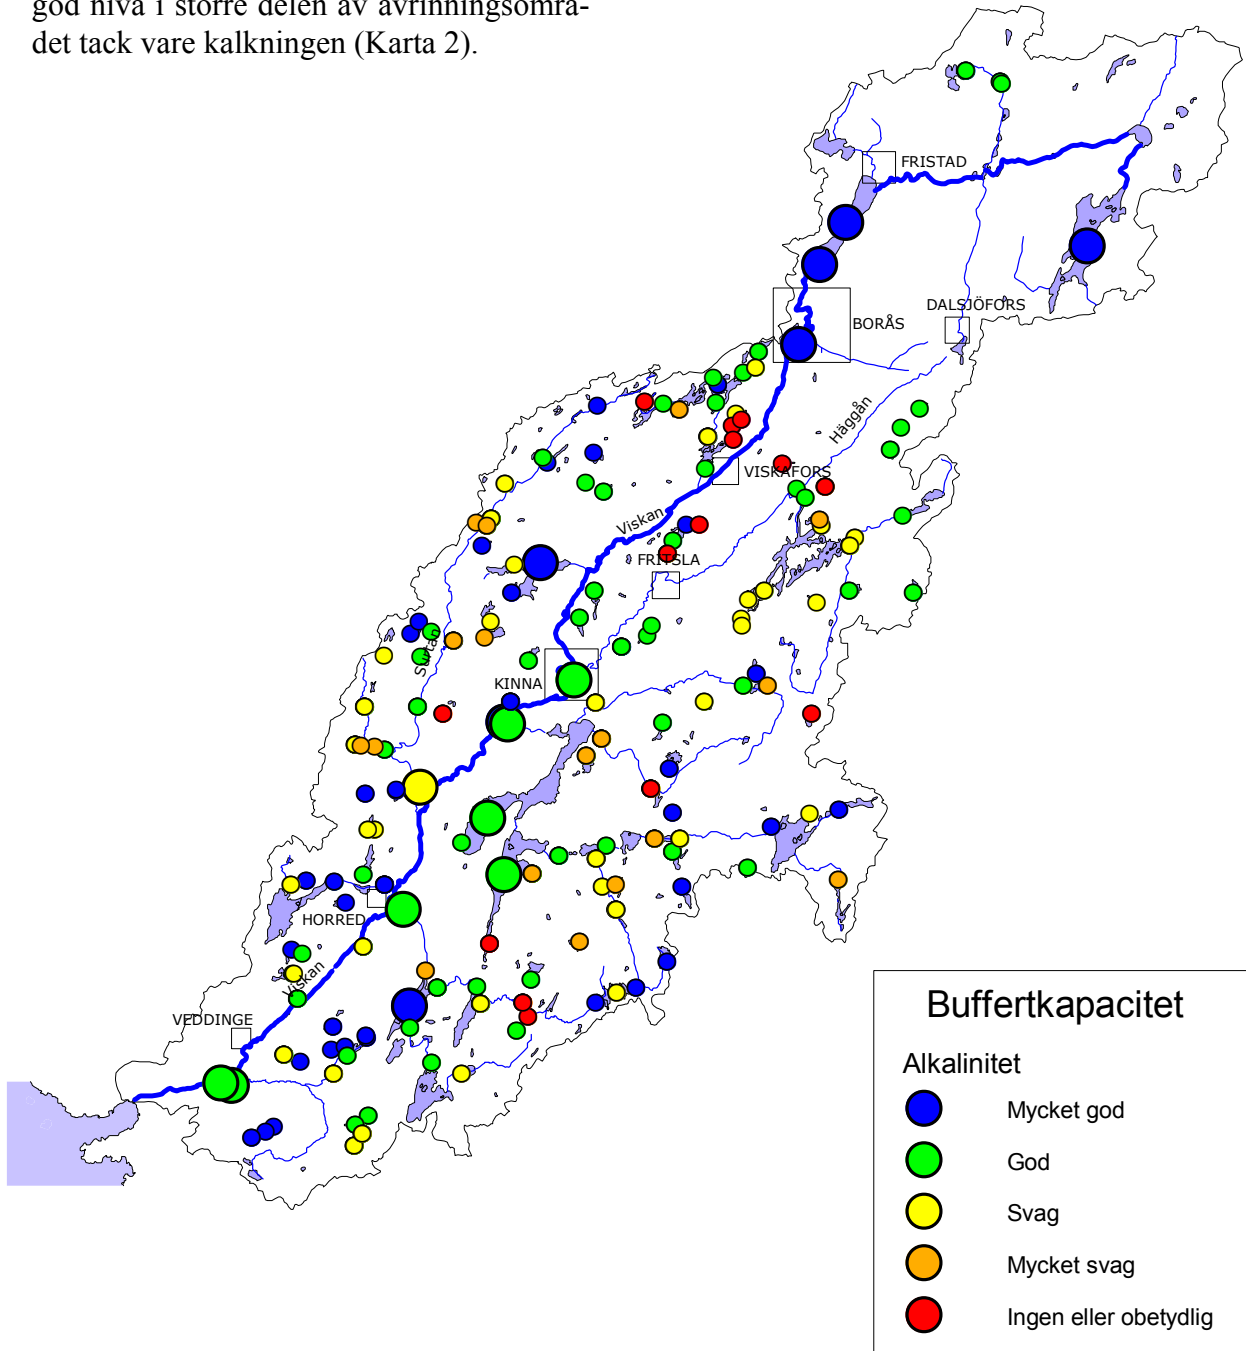 god nivå i större delen av avrinningsområ-
det tack vare kalkningen (Karta 2).
FRISTAD
DALSJÖFORS
BORÅS
Häggån
VISKAFORS
Viskan
FRITSLA
Surtan
KINNA
HORRED
Viskan
VEDDINGE
Buffertkapacitet
Alkalinitet
Mycket god
God
Svag
Mycket svag
Ingen eller obetydlig